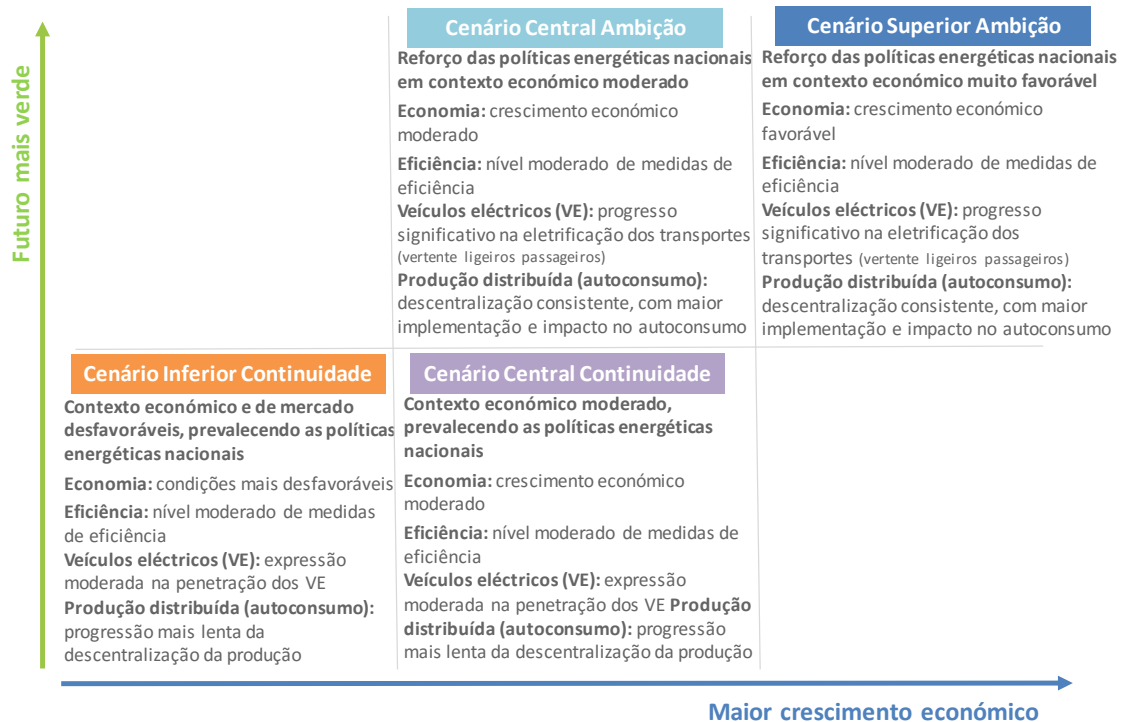 Futuro mais verde
Cenário Central Ambição
Reforço das políticas energéticas nacionais
em contexto económico moderado
Economia: crescimento económico
moderado
Eficiência: nível moderado de medidas de
eficiência
Veículos eléctricos (VE): progresso
significativo na eletrificação dos transportes
(vertente ligeiros passageiros)
Produção distribuída (autoconsumo):
descentralização consistente, com maior
implementação e impacto no autoconsumo
Cenário Superior Ambição
Reforço das políticas energéticas nacionais
em contexto económico muito favorável
Economia: crescimento económico
favorável
Eficiência: nível moderado de medidas de
eficiência
Veículos eléctricos (VE): progresso
significativo na eletrificação dos
transportes (vertente ligeiros passageiros)
Produção distribuída (autoconsumo):
descentralização consistente, com maior
implementação e impacto no autoconsumo
Cenário Inferior Continuidade
Contexto económico e de mercado
desfavoráveis, prevalecendo as políticas
energéticas nacionais
Economia: condições mais desfavoráveis
Eficiência: nível moderado de medidas
de eficiência
Veículos eléctricos (VE): expressão
moderada na penetração dos VE
Produção distribuída (autoconsumo):
progressão mais lenta da
descentralização da produção
Cenário Central Continuidade
Contexto económico moderado,
prevalecendo as políticas energéticas
nacionais
Economia: crescimento económico
moderado
Eficiência: nível moderado de medidas de
eficiência
Veículos eléctricos (VE): expressão
moderada na penetração dos VE Produção
distribuída (autoconsumo): progressão
mais lenta da descentralização da produção
Maior crescimento económico